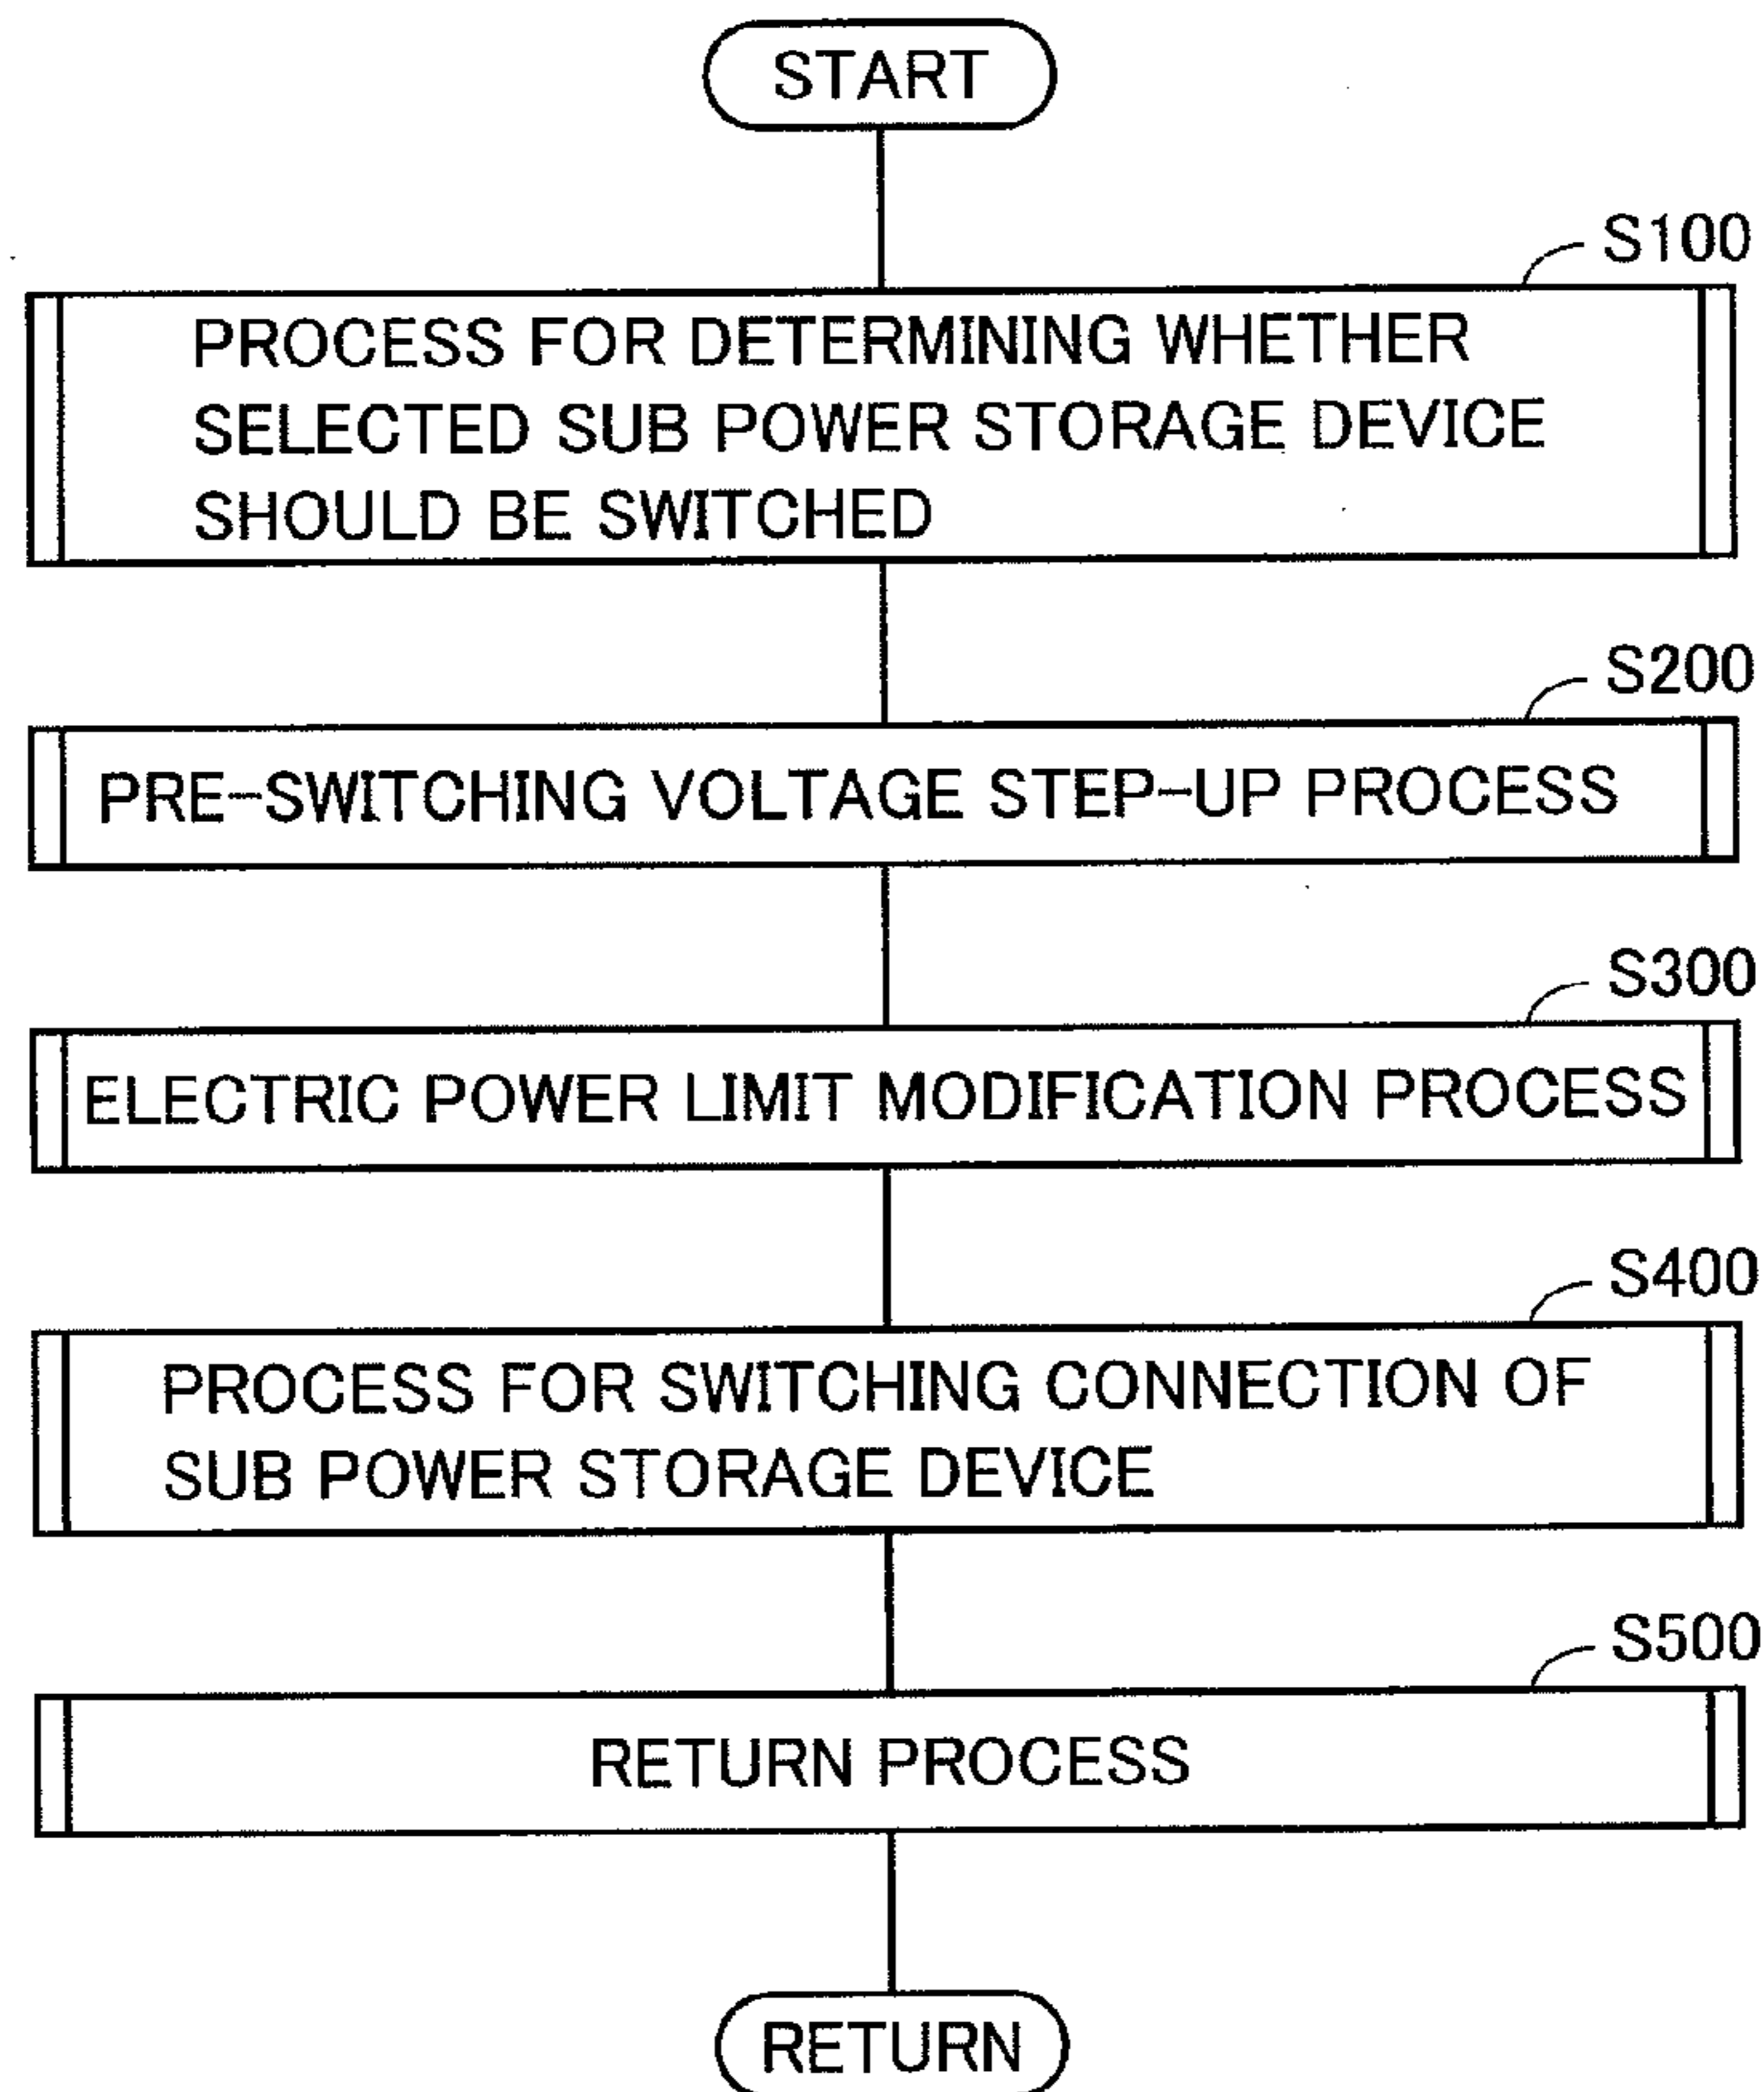 START
S100
PROCESS FOR DETERMINING WHETHER
SELECTED SUB POWER STORAGE DEVICE
SHOULD BE SWITCHED
S200
PRE-SWITCHING VOLTAGE STEP-UP PROCESS
S300
ELECTRIC POWER LIMIT MODIFICATION PROCESS
S400
PROCESS FOR SWITCHING CONNECTION OF
SUB POWER STORAGE DEVICE
S500
RETURN PROCESS
RETURN